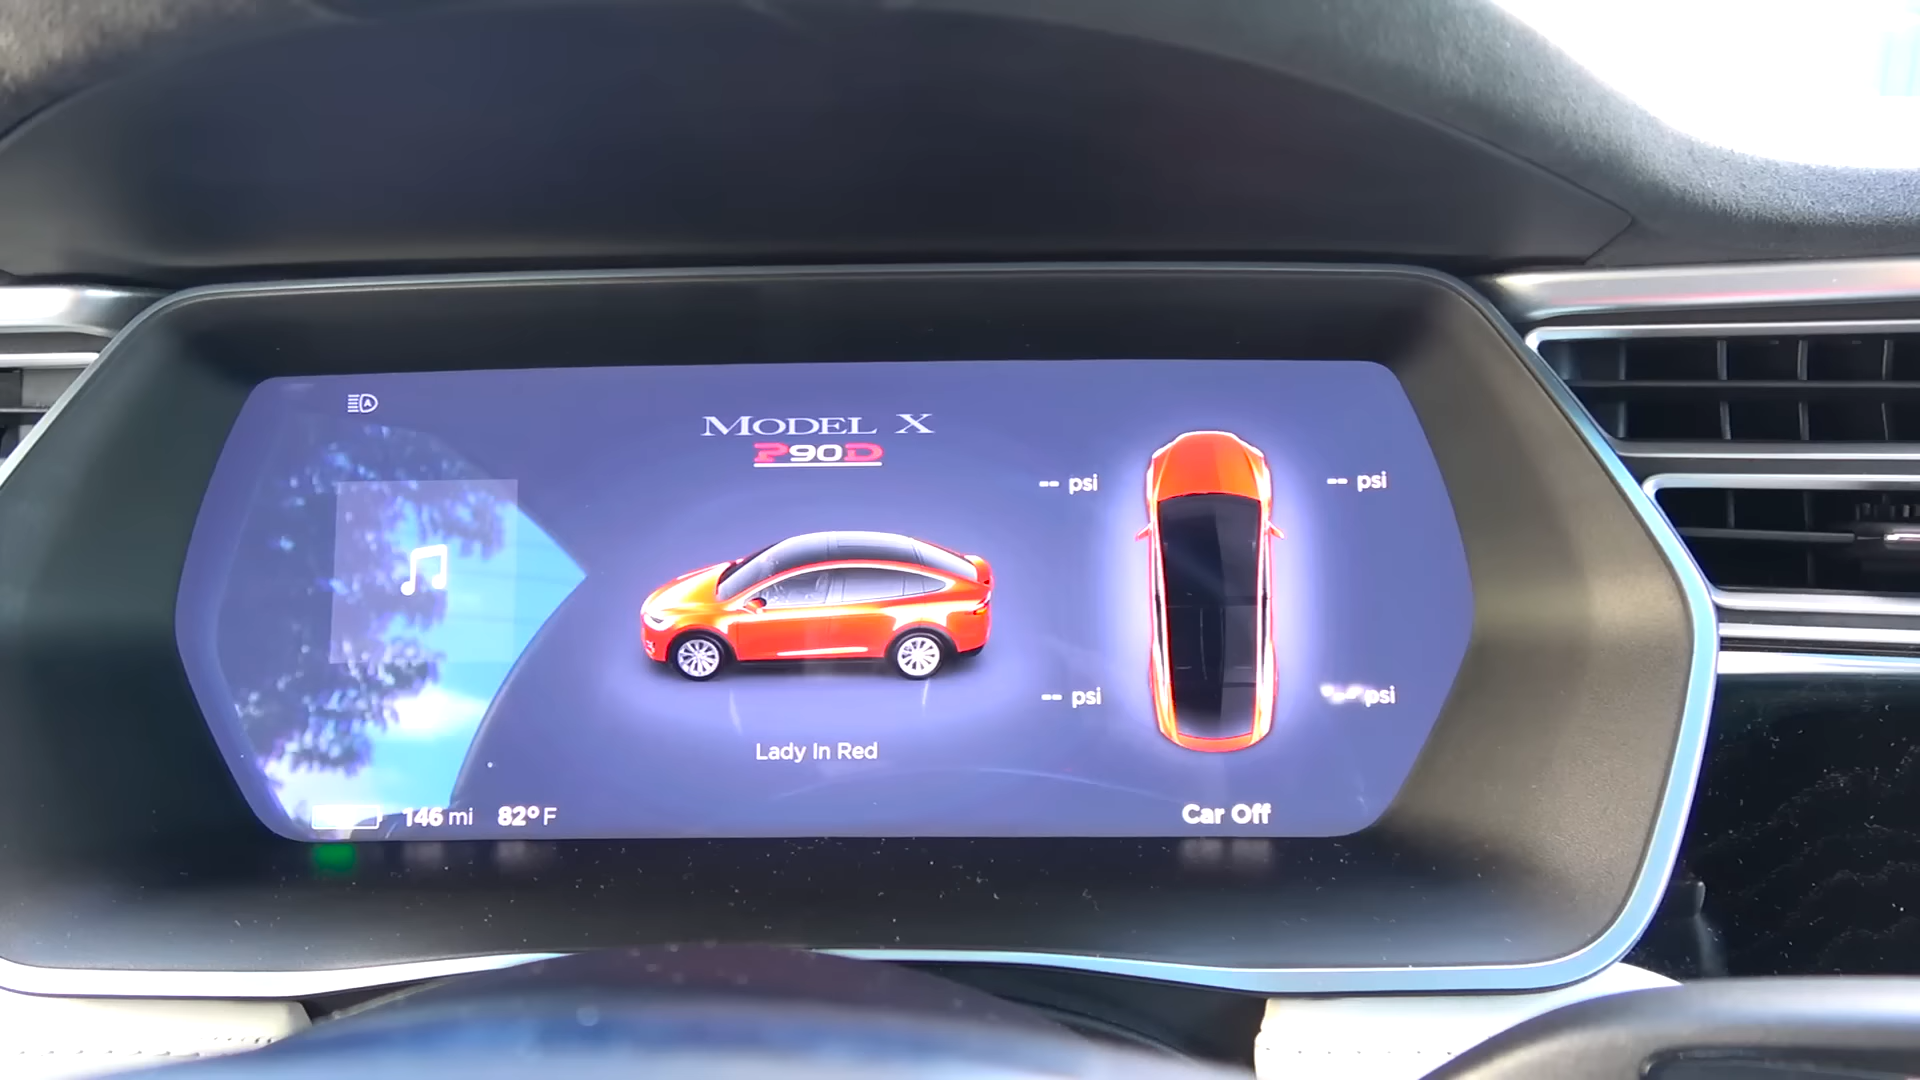 MODEL X
P90D
-- psi
-- psi
-- psi
-- psi
Lady In Red
146 mi 82° F
Car Off